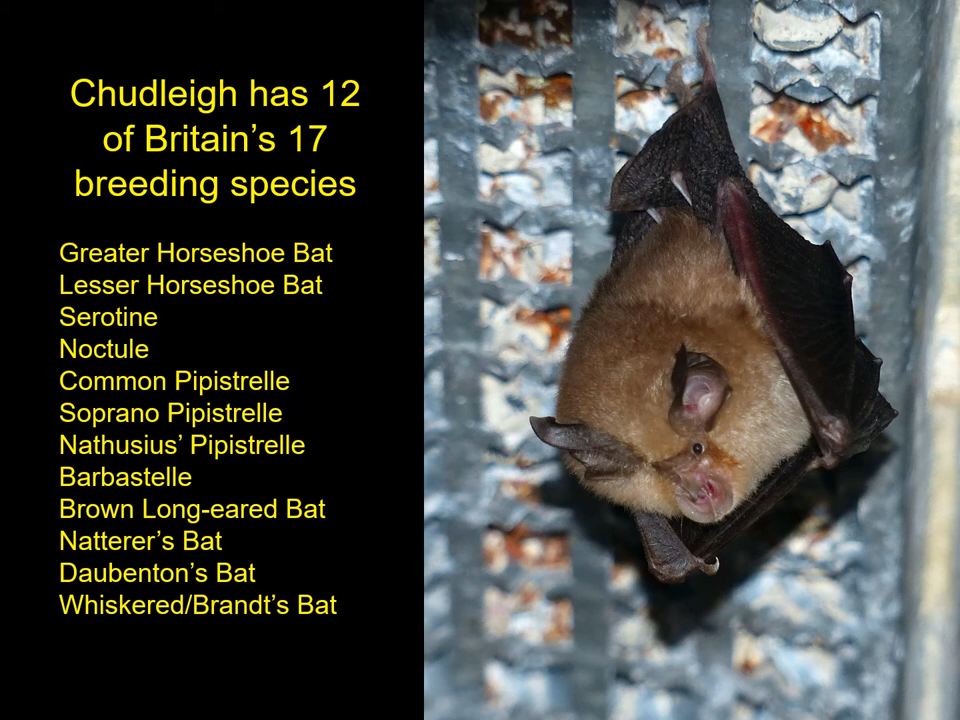 Chudleigh has 12
of Britain’s 17
breeding species
Greater Horseshoe Bat
Lesser Horseshoe Bat
Serotine
Noctule
Common Pipistrelle
Soprano Pipistrelle
Nathusius’ Pipistrelle
Barbastelle
Brown Long-eared Bat
Natterer’s Bat
Daubenton’s Bat
Whiskered/Brandt’s Bat